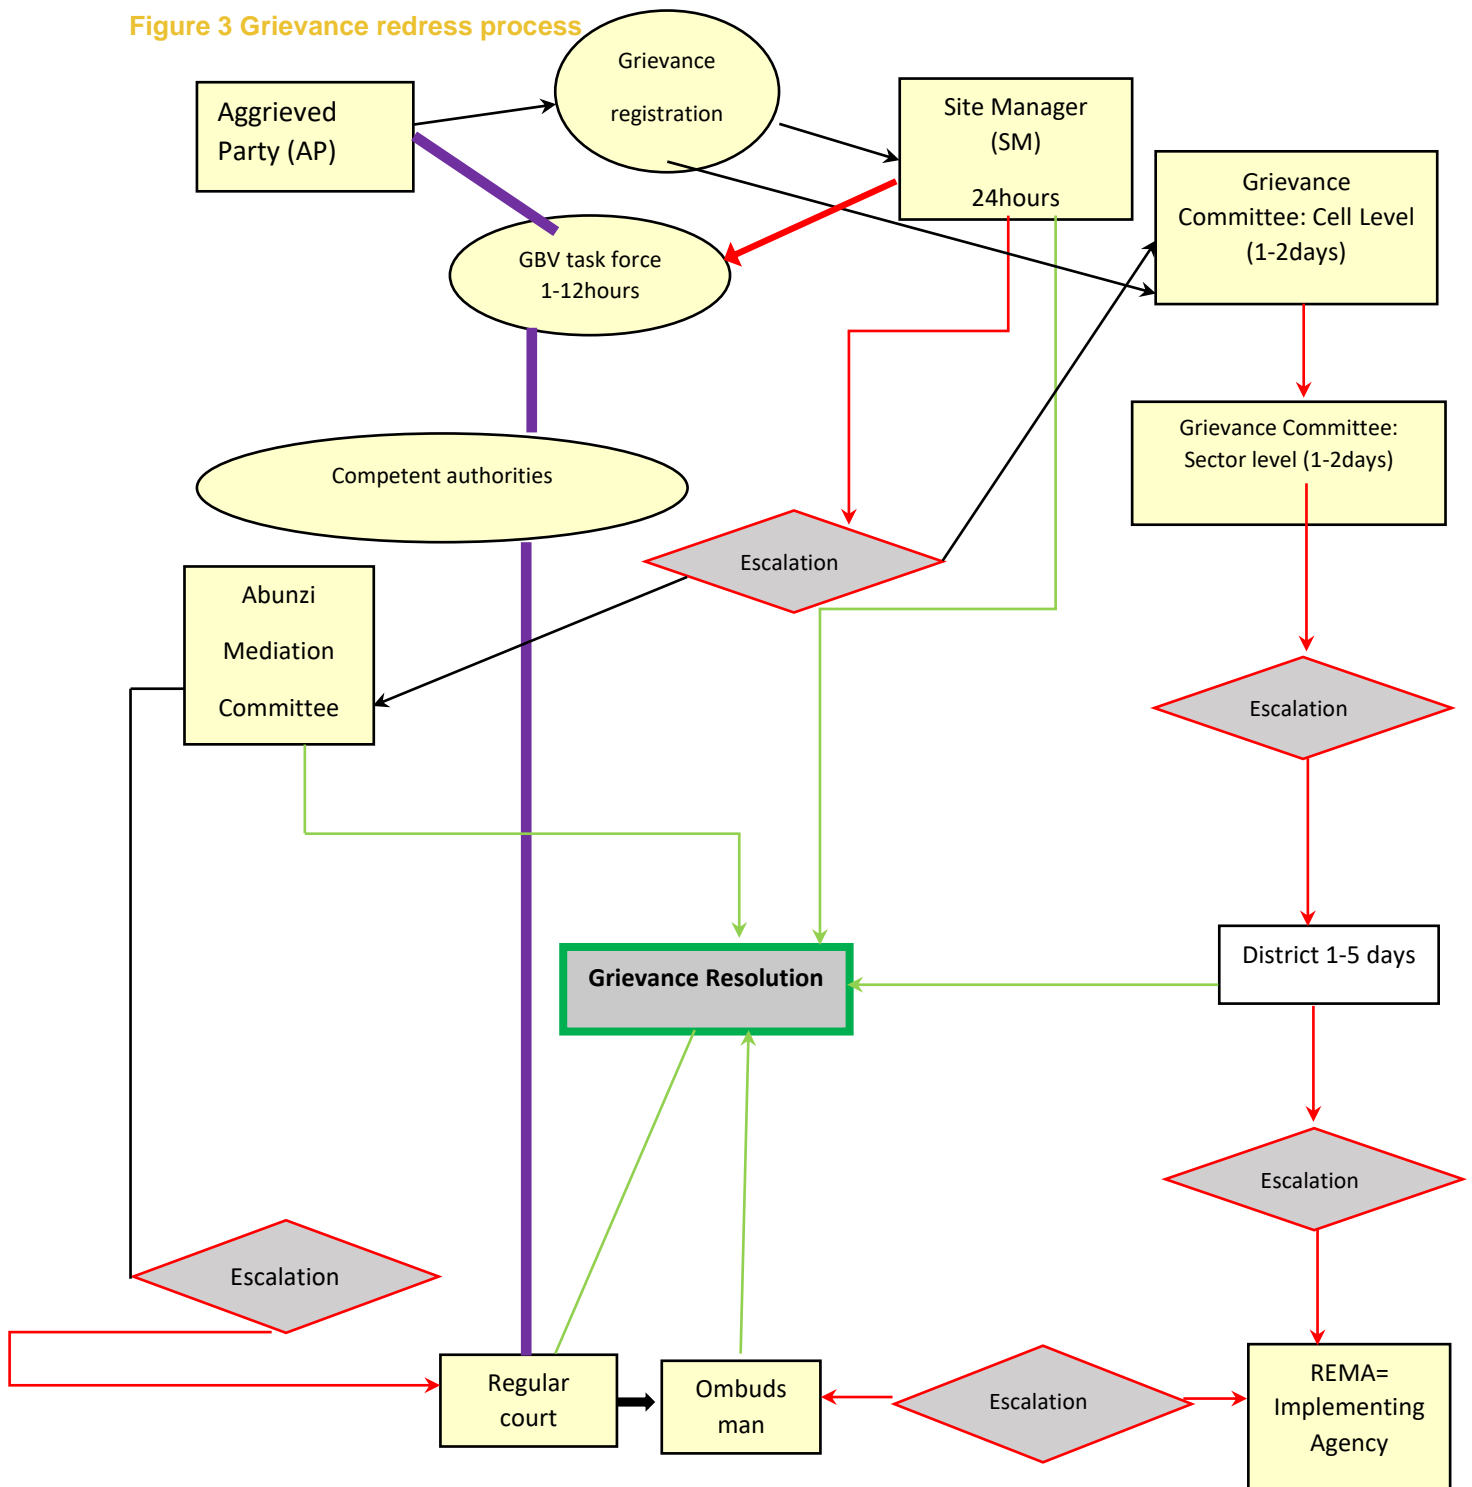 Figure 3 Grievance redress process
Grievance
registration
Aggrieved
Party (AP)
Site Manager
(SM)
24hours
Grievance
Committee: Cell Level
(1-2days)
GBV task force
1-12hours
Grievance Committee:
Sector level (1-2days)
Competent authorities
Escalation
Abunzi
Mediation
Committee
Escalation
District 1-5 days
Grievance Resolution
Escalation
Escalation
Regular
court
Ombuds
man
Escalation
REMA=
Implementing
Agency